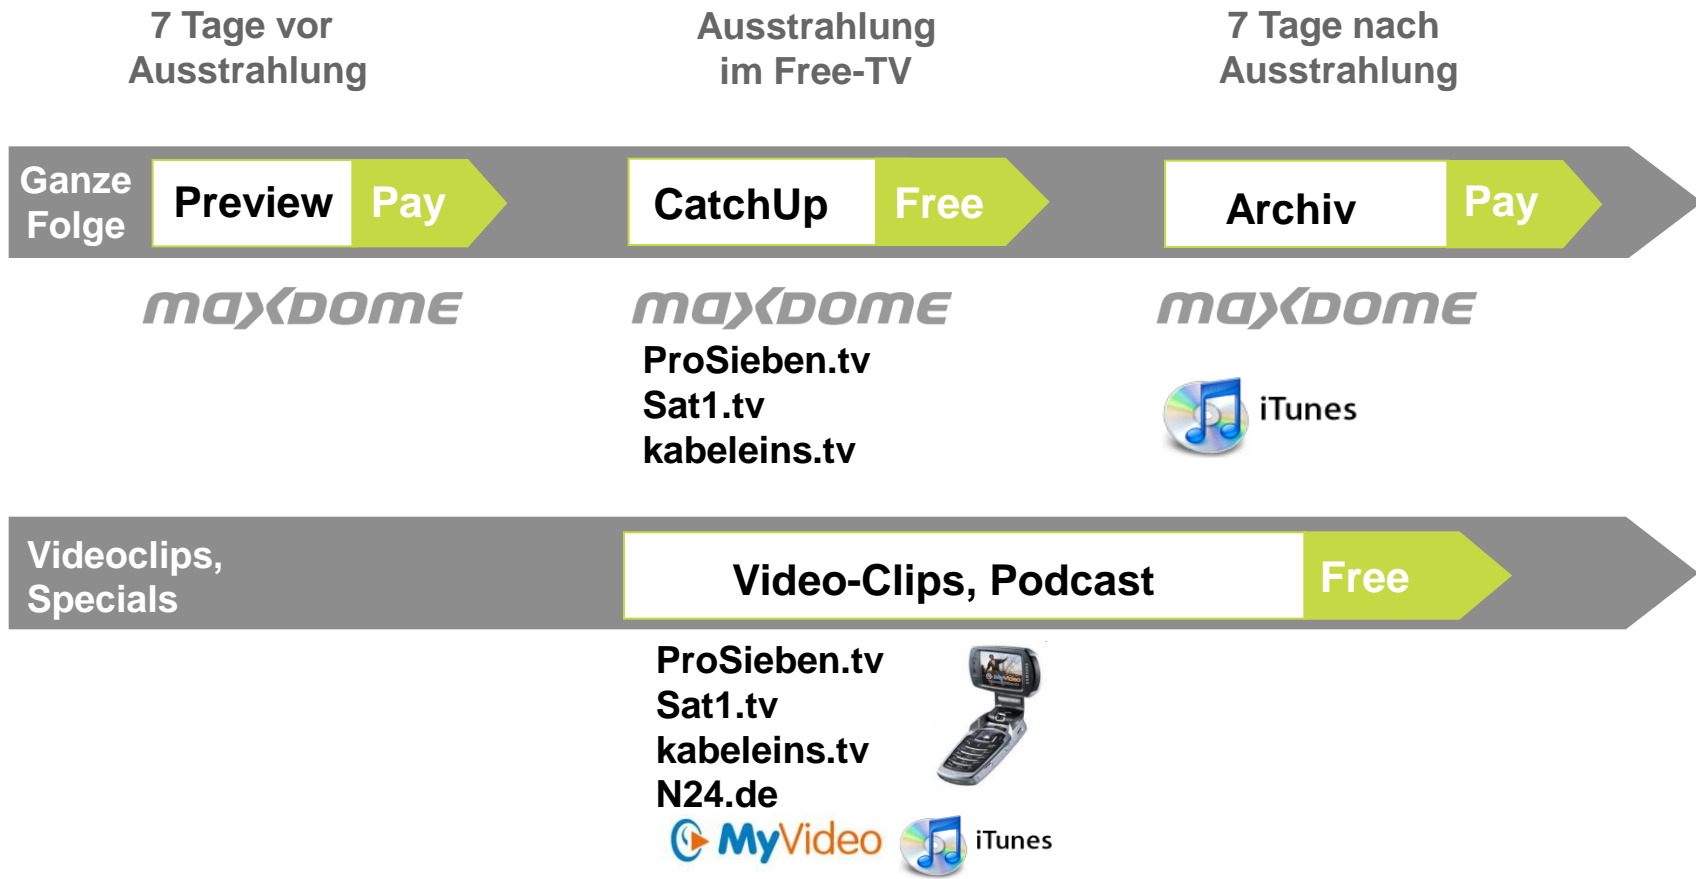 7 Tage vor
Ausstrahlung
Ausstrahlung
im Free-TV
7 Tage nach
Ausstrahlung
Ganze
Folge
Preview Pay
CatchUp Free
Archiv Pay
maxdome
maxdome
maxdome
ProSieben.tv
Sat1.tv
kabeleins.tv
iTunes
Videoclips,
Specials
Video-Clips, Podcast Free
ProSieben.tv
Sat1.tv
kabeleins.tv
N24.de
MyVideo
iTunes